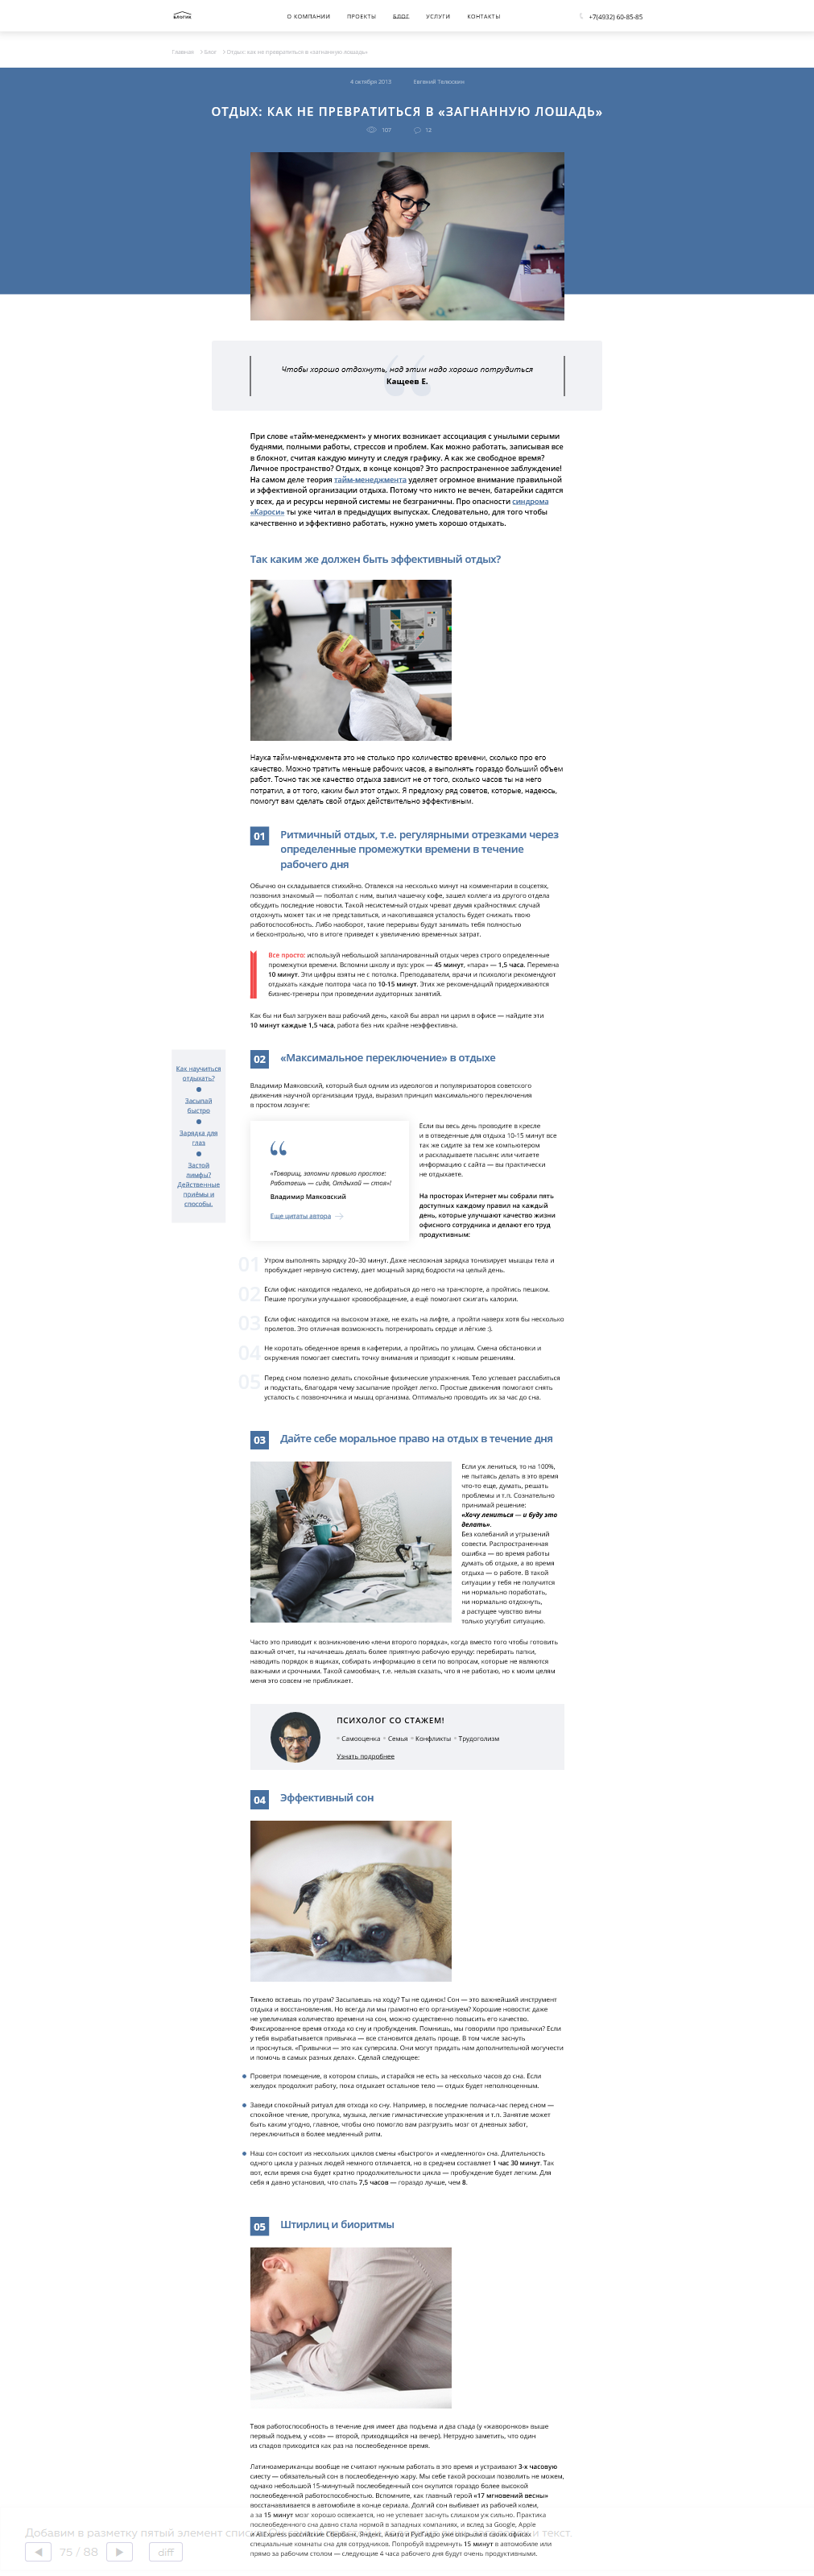 БЛОГИК
О КОМПАНИИ ПРОЕКТЫ БЛОГ УСЛУГИ КОНТАКТЫ
+7(4932) 60-85-85
Главная > Блог > Отдых: как не превратиться в «загнанную лошадь»
4 октября 2013
ОТДЫХ: КАК НЕ ПРЕВРАТИТЬСЯ В «ЗАГНАННУЮ ЛОШАДЬ»
107 12
Чтобы хорошо отдохнуть, над этим надо хорошо потрудиться
Кащеев Е.
При слове «тайм-менеджмент» у многих возникает ассоциация с унылыми серыми
буднями, полными работы, стрессов и проблем. Как можно работать, записывая все
в блокнот, считая каждую минуту и следуя графику. А как же свободное время?
Личное пространство? Отдых, в конце концов? Это распространенное заблуждение!
На самом деле теория тайм-менеджмента уделяет огромное внимание правильной
и эффективной организации отдыха. Потому что никто не вечен, батарейки садятся
у всех, да и ресурсы нервной системы не безграничны. Про опасности синдрома
«Кароси» ты уже читал в предыдущих выпусках. Следовательно, для того чтобы
качественно и эффективно работать, нужно уметь хорошо отдыхать.
Так каким же должен быть эффективный отдых?
Наука тайм-менеджмента это не столько про количество времени, сколько про его
качество. Можно тратить меньше рабочих часов, а выполнять гораздо больший объем
работ. Точно так же качество отдыха зависит не от того, сколько часов ты на него
потратил, а от того, каким был этот отдых. Я предложу ряд советов, которые, надеюсь,
помогут вам сделать свой отдых действительно эффективным.
01 Ритмичный отдых, т.е. регулярными отрезками через
определенные промежутки времени в течение
рабочего дня
Обычно он складывается стихийно. Отвлекся на несколько минут на комментарии в соцсетях,
позвонил знакомый — поболтал с ним, выпил чашечку кофе, зашел коллега из другого отдела
обсудить последние новости. Такой несистемный отдых чреват двумя крайностями: случай
отдохнуть может так и не представиться, и накопившаяся усталость будет снижать твою
работоспособность. Либо наоборот, такие перерывы будут занимать тебя полностью
и бесконтрольно, что в итоге приведет к увеличению временных затрат.
Все просто: используй небольшой запланированный отдых через строго определенные
промежутки времени. Вспомни школу и вуз: урок — 45 минут, «пара» — 1,5 часа. Перемена
10 минут. Эти цифры взяты не с потолка. Преподаватели, врачи и психологи рекомендуют
отдыхать каждые полтора часа по 10-15 минут. Этих же рекомендаций придерживаются
бизнес-тренеры при проведении аудиторных занятий.
Как бы ни был загружен ваш рабочий день, какой бы аврал ни царил в офисе — найдите эти
10 минут каждые 1,5 часа, работа без них крайне неэффективна.
Как научиться
отдыхать?
Засыпай
быстро
Зарядка для
глаз
Застой
лимфы?
Действенные
приёмы и
способы.
02 «Максимальное переключение» в отдыхе
Владимир Маяковский, который был одним из идеологов и популяризаторов советского
движения научной организации труда, выразил принцип максимального переключения
в простом лозунге:
«Товарищ, запомни правило простое:
Работаешь — сидя, Отдыхай — стоя»!
Владимир Маяковский
Еще цитаты автора
Если вы весь день проводите в кресле
и в отведенные для отдыха 10-15 минут все
так же сидите за тем же компьютером
и раскладываете пасьянс или читаете
информацию с сайта — вы практически
не отдыхаете.
На просторах Интернет мы собрали пять
доступных каждому правил на каждый
день, которые улучшают качество жизни
офисного сотрудника и делают его труд
продуктивным:
01 Утром выполнять зарядку 20–30 минут. Даже несложная зарядка тонизирует мышцы тела и
пробуждает нервную систему, дает мощный заряд бодрости на целый день.
02 Если офис находится недалеко, не добираться до него на транспорте, а пройтись пешком.
Пешие прогулки улучшают кровообращение, а ещё помогают сжигать калории.
03 Если офис находится на высоком этаже, не ехать на лифте, а пройти наверх хотя бы несколько
пролетов. Это отличная возможность потренировать сердце и лёгкие :).
04 Не коротать обеденное время в кафетерии, а пройтись по улицам. Смена обстановки и
окружения помогает сместить точку внимания и приводит к новым решениям.
05 Перед сном полезно делать спокойные физические упражнения. Тело успевает расслабиться
и подустать, благодаря чему засыпание пройдет легко. Простые движения помогают снять
усталость с позвоночника и мышц организма. Оптимально проводить их за час до сна.
03 Дайте себе моральное право на отдых в течение дня
Если уж лениться, то на 100%,
не пытаясь делать в это время
что-то еще, думать, решать
проблемы и т.п. Сознательно
принимай решение:
«Хочу лениться — и буду это
делать».
Без колебаний и угрызений
совести. Распространенная
ошибка — во время работы
думать об отдыхе, а во время
отдыха — о работе. В такой
ситуации у тебя не получится
ни нормально поработать,
ни нормально отдохнуть,
а растущее чувство вины
только усугубит ситуацию.
Часто это приводит к возникновению «лени второго порядка», когда вместо того чтобы готовить
важный отчет, ты начинаешь делать более приятную рабочую ерунду: перебирать папки,
наводить порядок в ящиках, собирать информацию в сети по вопросам, которые не являются
важными и срочными. Такой самообман, т.е. нельзя сказать, что я не работаю, но к моим целям
меня это совсем не приближает.
ПСИХОЛОГ СО СТАЖЕМ!
Самооценка Семья Конфликты Трудоголизм
Узнать подробнее
04 Эффективный сон
Тяжело встаешь по утрам? Засыпаешь на ходу? Ты не одинок! Сон — это важнейший инструмент
отдыха и восстановления. Но всегда ли мы грамотно его организуем? Хорошие новости: даже
не увеличивая количество времени на сон, можно существенно повысить его качество.
Фиксированное время отхода ко сну и пробуждения. Помнишь, мы говорили про привычки? Если
у тебя вырабатывается привычка — все становится делать проще. В том числе заснуть
и проснуться. «Привычки — это как суперсила. Они могут придать нам дополнительной могучести
и помочь в самых разных делах». Сделай следующее:
Проветри помещение, в котором спишь, и старайся не есть за несколько часов до сна. Если
желудок продолжит работу, пока отдыхает остальное тело — отдых будет неполноценным.
Заведи спокойный ритуал для отхода ко сну. Например, в последние полчаса-час перед сном —
спокойное чтение, прогулка, музыка, легкие гимнастические упражнения и т.п. Занятие может
быть каким угодно, главное, чтобы оно помогло вам разгрузить мозг от дневных забот,
переключиться в более медленный ритм.
Наш сон состоит из нескольких циклов смены «быстрого» и «медленного» сна. Длительность
одного цикла у разных людей немного отличается, но в среднем составляет 1 час 30 минут. Так
вот, если время сна будет кратно продолжительности цикла — пробуждение будет легким. Для
себя я давно установил, что спать 7,5 часов — гораздо лучше, чем 8.
05 Штирлиц и биоритмы
Твоя работоспособность в течение дня имеет два подъема и два спада (у «жаворонков» выше
первый подъем, у «сов» — второй, приходящийся на вечер). Нетрудно заметить, что один
из спадов приходится как раз на послеобеденное время.
Латиноамериканцы вообще не считают нужным работать в это время и устраивают 3-х часовую
сиесту — обязательный сон в послеобеденную жару. Мы себе такой роскоши позволить не можем,
однако небольшой 15-минутный послеобеденный сон окупится гораздо более высокой
послеобеденной работоспособностью. Вспомните, как главный герой «17 мгновений весны»
восстанавливается в автомобиле в конце сериала. Долгий сон выбивает из рабочей колеи,
а за 15 минут мозг хорошо освежается, но не успевает заснуть слишком уж сильно. Практика
послеобеденного сна давно стала нормой в западных компаниях, и вслед за Google, Apple
и AliExpress российские Сбербанк, Яндекс, Авито и РусГидро уже открыли в своих офисах
специальные комнаты сна для сотрудников. Попробуй вздремнуть 15 минут в автомобиле или
прямо за рабочим столом — следующие 4 часа рабочего дня будут очень продуктивными.
Добавим в разметку пятый элемент списка
и текст.
75 / 88 diff